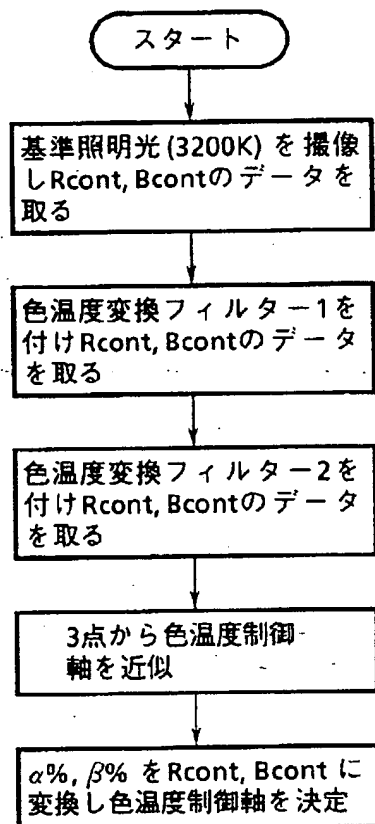 スタート
基準照明光(3200K)を撮像
しRcont, Bcontのデータを
取る
色温度変換フィルター1を
付けRcont, Bcontのデータ
を取る
色温度変換フィルター2を
付けRcont, Bcontのデータ
を取る
3点から色温度制御
軸を近似
α%, β% をRcont, Bcont に
変換し色温度制御軸を決定